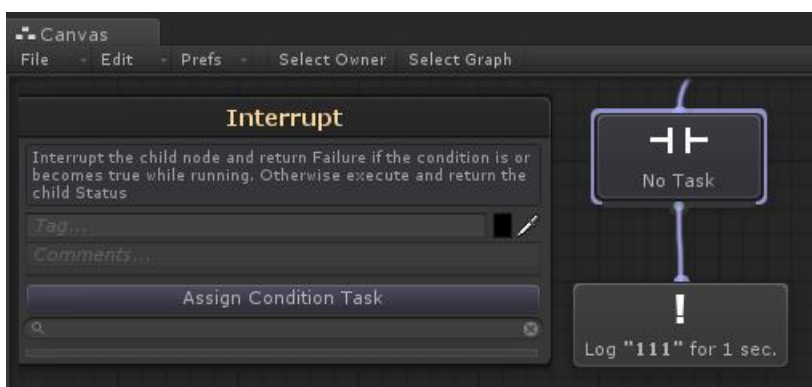 Canvas
File Edit Prefs Select Owner Select Graph
Interrupt
Interrupt the child node and return Failure if the condition is or
becomes true while running. Otherwise execute and return the
child Status
Tag...
Comments...
Assign Condition Task
No Task
!
Log "111" for 1 sec.